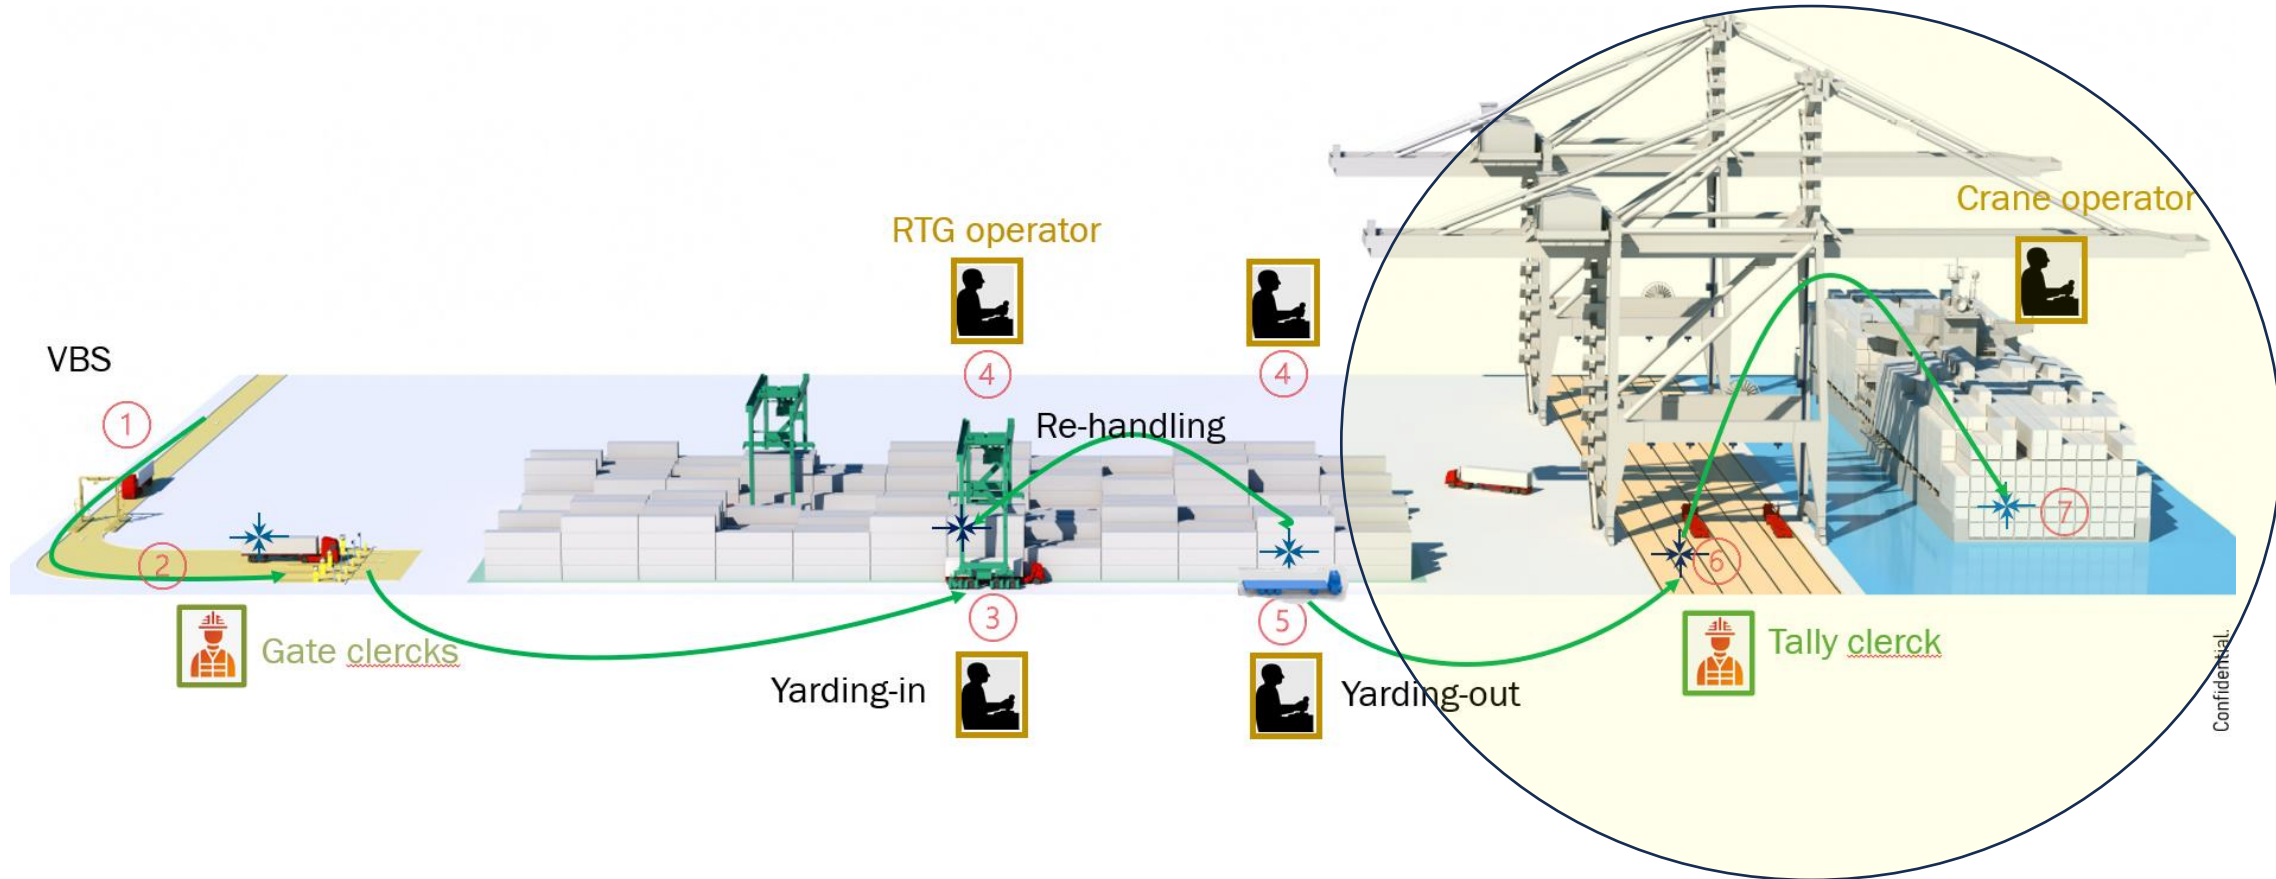 VBS
1
2
Gate clercks
RTG operator
4
4
Re-handling
3
Yarding-in
5
Yarding-out
Crane operator
6
7
Tally clerck
Confidential.